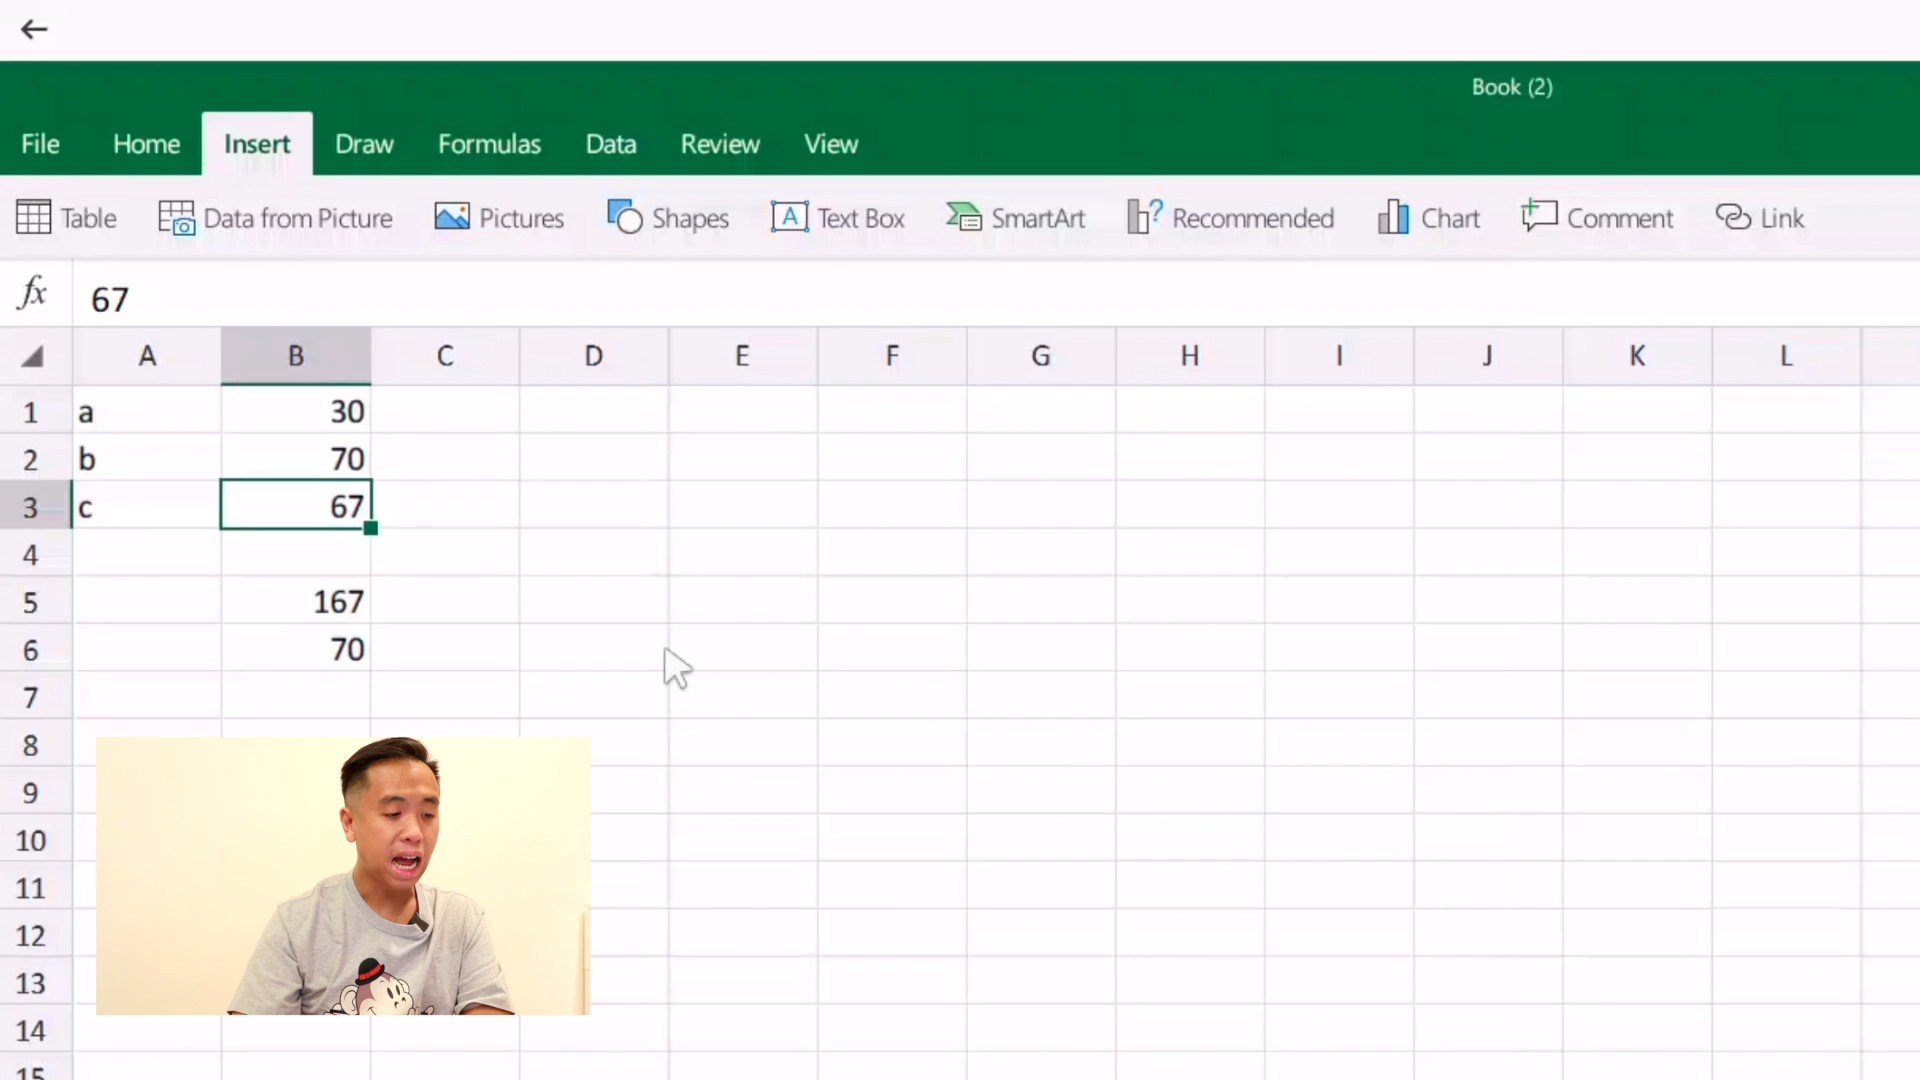 Book (2)
File Home Insert Draw Formulas Data Review View
Table Data from Picture Pictures Shapes Text Box SmartArt Recommended Chart Comment Link
fx 67
A B C D E F G H I J K L
1 a 30
2 b 70
3 c 67
4
5 167
6 70
7
8
9
10
11
12
13
14
15